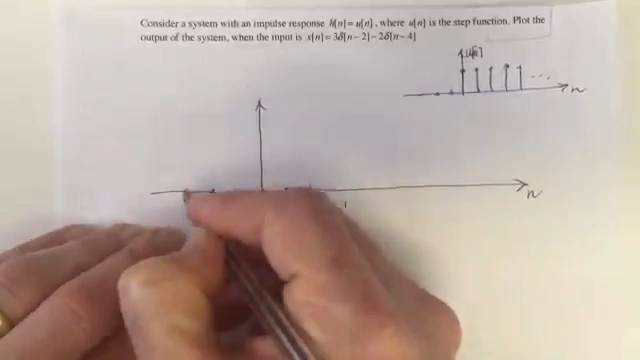 Consider a system with an impulse response h[n]=u[n], where u[n] is the step function. Plot the
output of the system, when the input is x[n]=3δ[n−2]−2δ[n−4]
u[n]
...
n
n
1